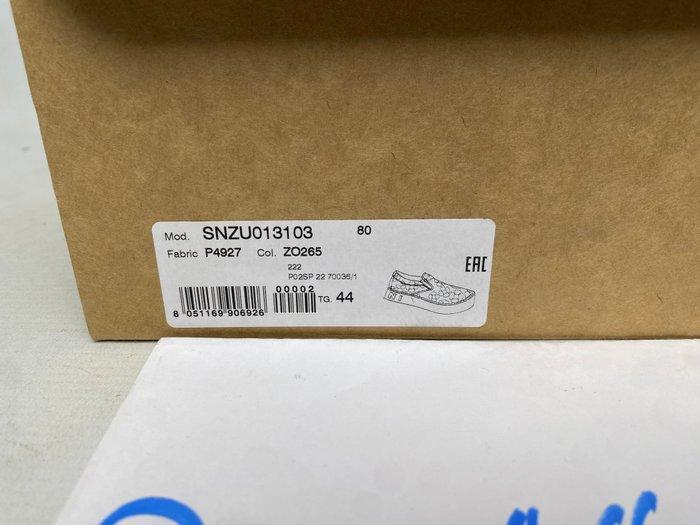 Mod. SNZU013103 80
Fabric P4927 Col. ZO265
222
P02SP 22 70036/1
EAC
00002
TG. 44
8 051169 906926